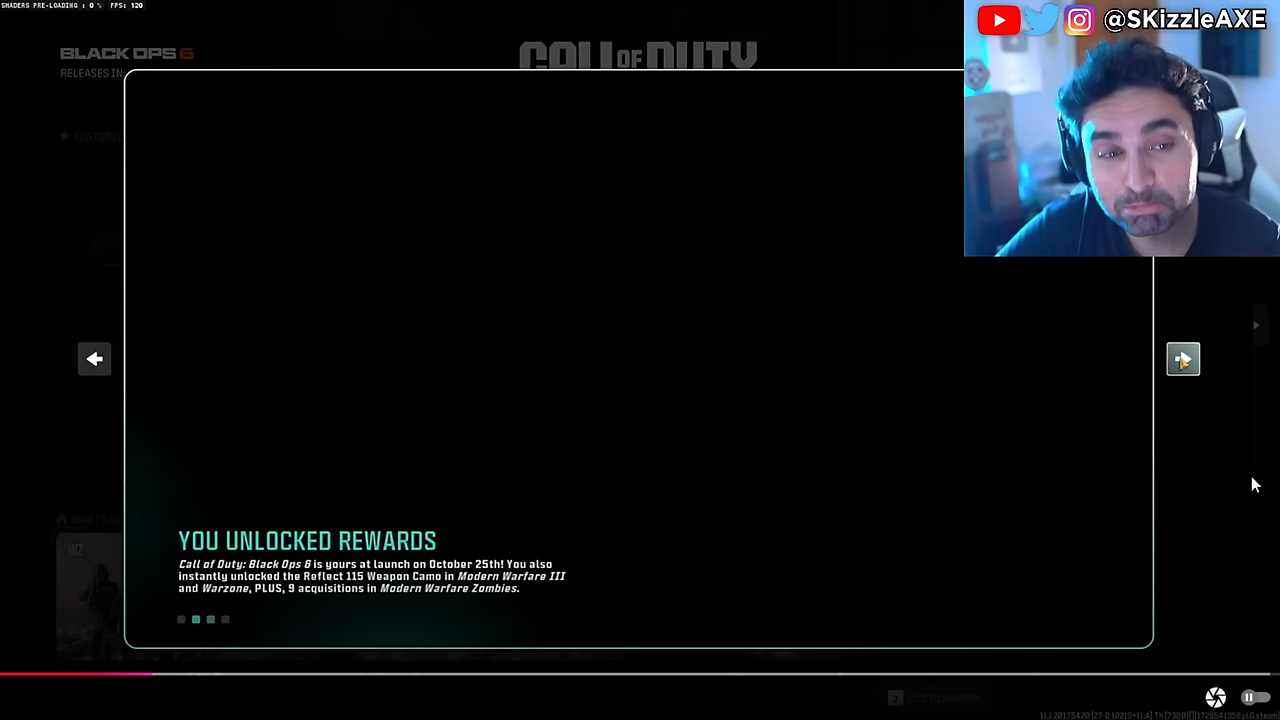 SHADERS PRE-LOADING : 0 % FPS: 120
@SKizzleAXE
BLACK OPS 6
CALL OF DUTY
RELEASES IN
YOU UNLOCKED REWARDS
Call of Duty: Black Ops 6 is yours at launch on October 25th! You also
instantly unlocked the Reflect 115 Weapon Camo in Modern Warfare III
and Warzone, PLUS, 9 acquisitions in Modern Warfare Zombies.
WZ